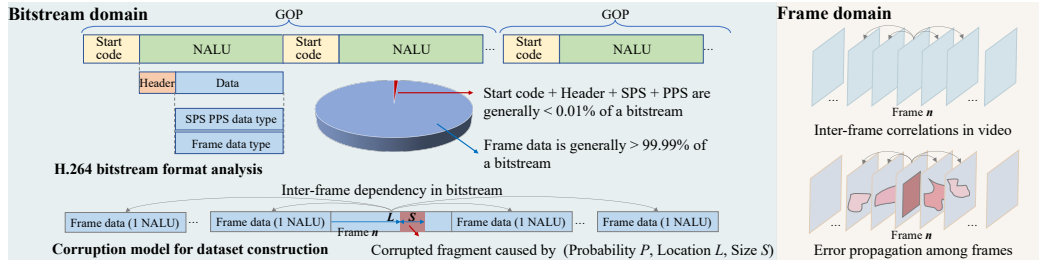 Bitstream domain
GOP
GOP
Start code
NALU
Start code
NALU
...
Start code
NALU
...
Header
Data
SPS PPS data type
Frame data type
H.264 bitstream format analysis
Start code + Header + SPS + PPS are
generally < 0.01% of a bitstream
Frame data is generally > 99.99% of
a bitstream
Inter-frame dependency in bitstream
Frame data (1 NALU)
...
Frame data (1 NALU)
L
S
Frame n
Frame data (1 NALU)
...
Frame data (1 NALU)
Corruption model for dataset construction
Corrupted fragment caused by (Probability P, Location L, Size S)
Frame domain
...
...
Frame n
Inter-frame correlations in video
...
...
Frame n
Error propagation among frames